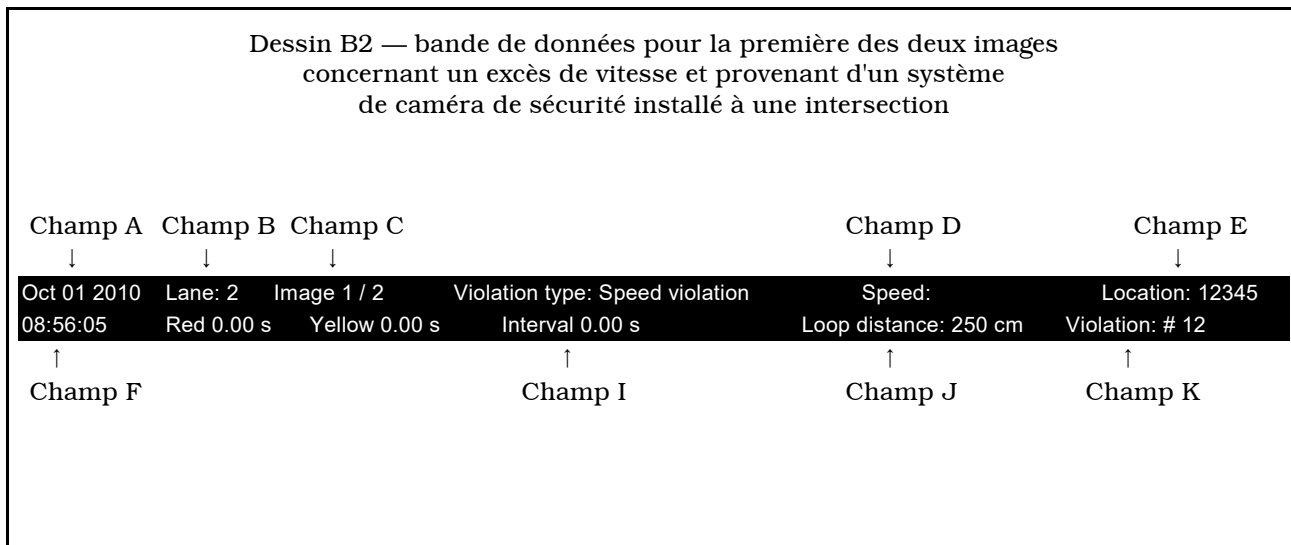 Dessin B2 — bande de données pour la première des deux images
concernant un excès de vitesse et provenant d'un système
de caméra de sécurité installé à une intersection
Champ A Champ B Champ C Champ D Champ E
↓ ↓ ↓ ↓ ↓
Oct 01 2010 Lane: 2 Image 1 / 2 Violation type: Speed violation Speed: Location: 12345
08:56:05 Red 0.00 s Yellow 0.00 s Interval 0.00 s Loop distance: 250 cm Violation: # 12
↑ ↑ ↑ ↑
Champ F Champ I Champ J Champ K